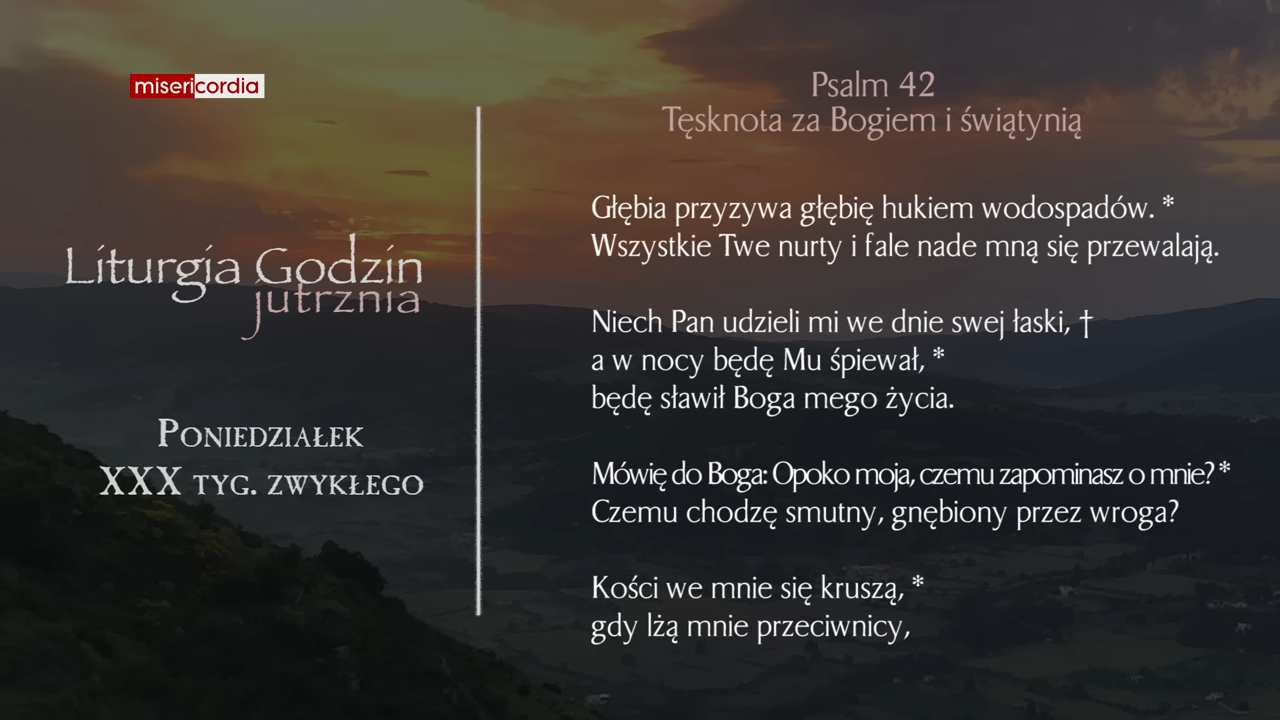 misericordia
Liturgia Godzin
jutrznia
Poniedziałek
XXX tyg. zwykłego
Psalm 42
Tęsknota za Bogiem i świątynią
Głębia przyzywa głębię hukiem wodospadów. *
Wszystkie Twe nurty i fale nade mną się przewalają.
Niech Pan udzieli mi we dnie swej łaski, †
a w nocy będę Mu śpiewał, *
będę sławił Boga mego życia.
Mówię do Boga: Opoko moja, czemu zapominasz o mnie? *
Czemu chodzę smutny, gnębiony przez wroga?
Kości we mnie się kruszą, *
gdy lżą mnie przeciwnicy,